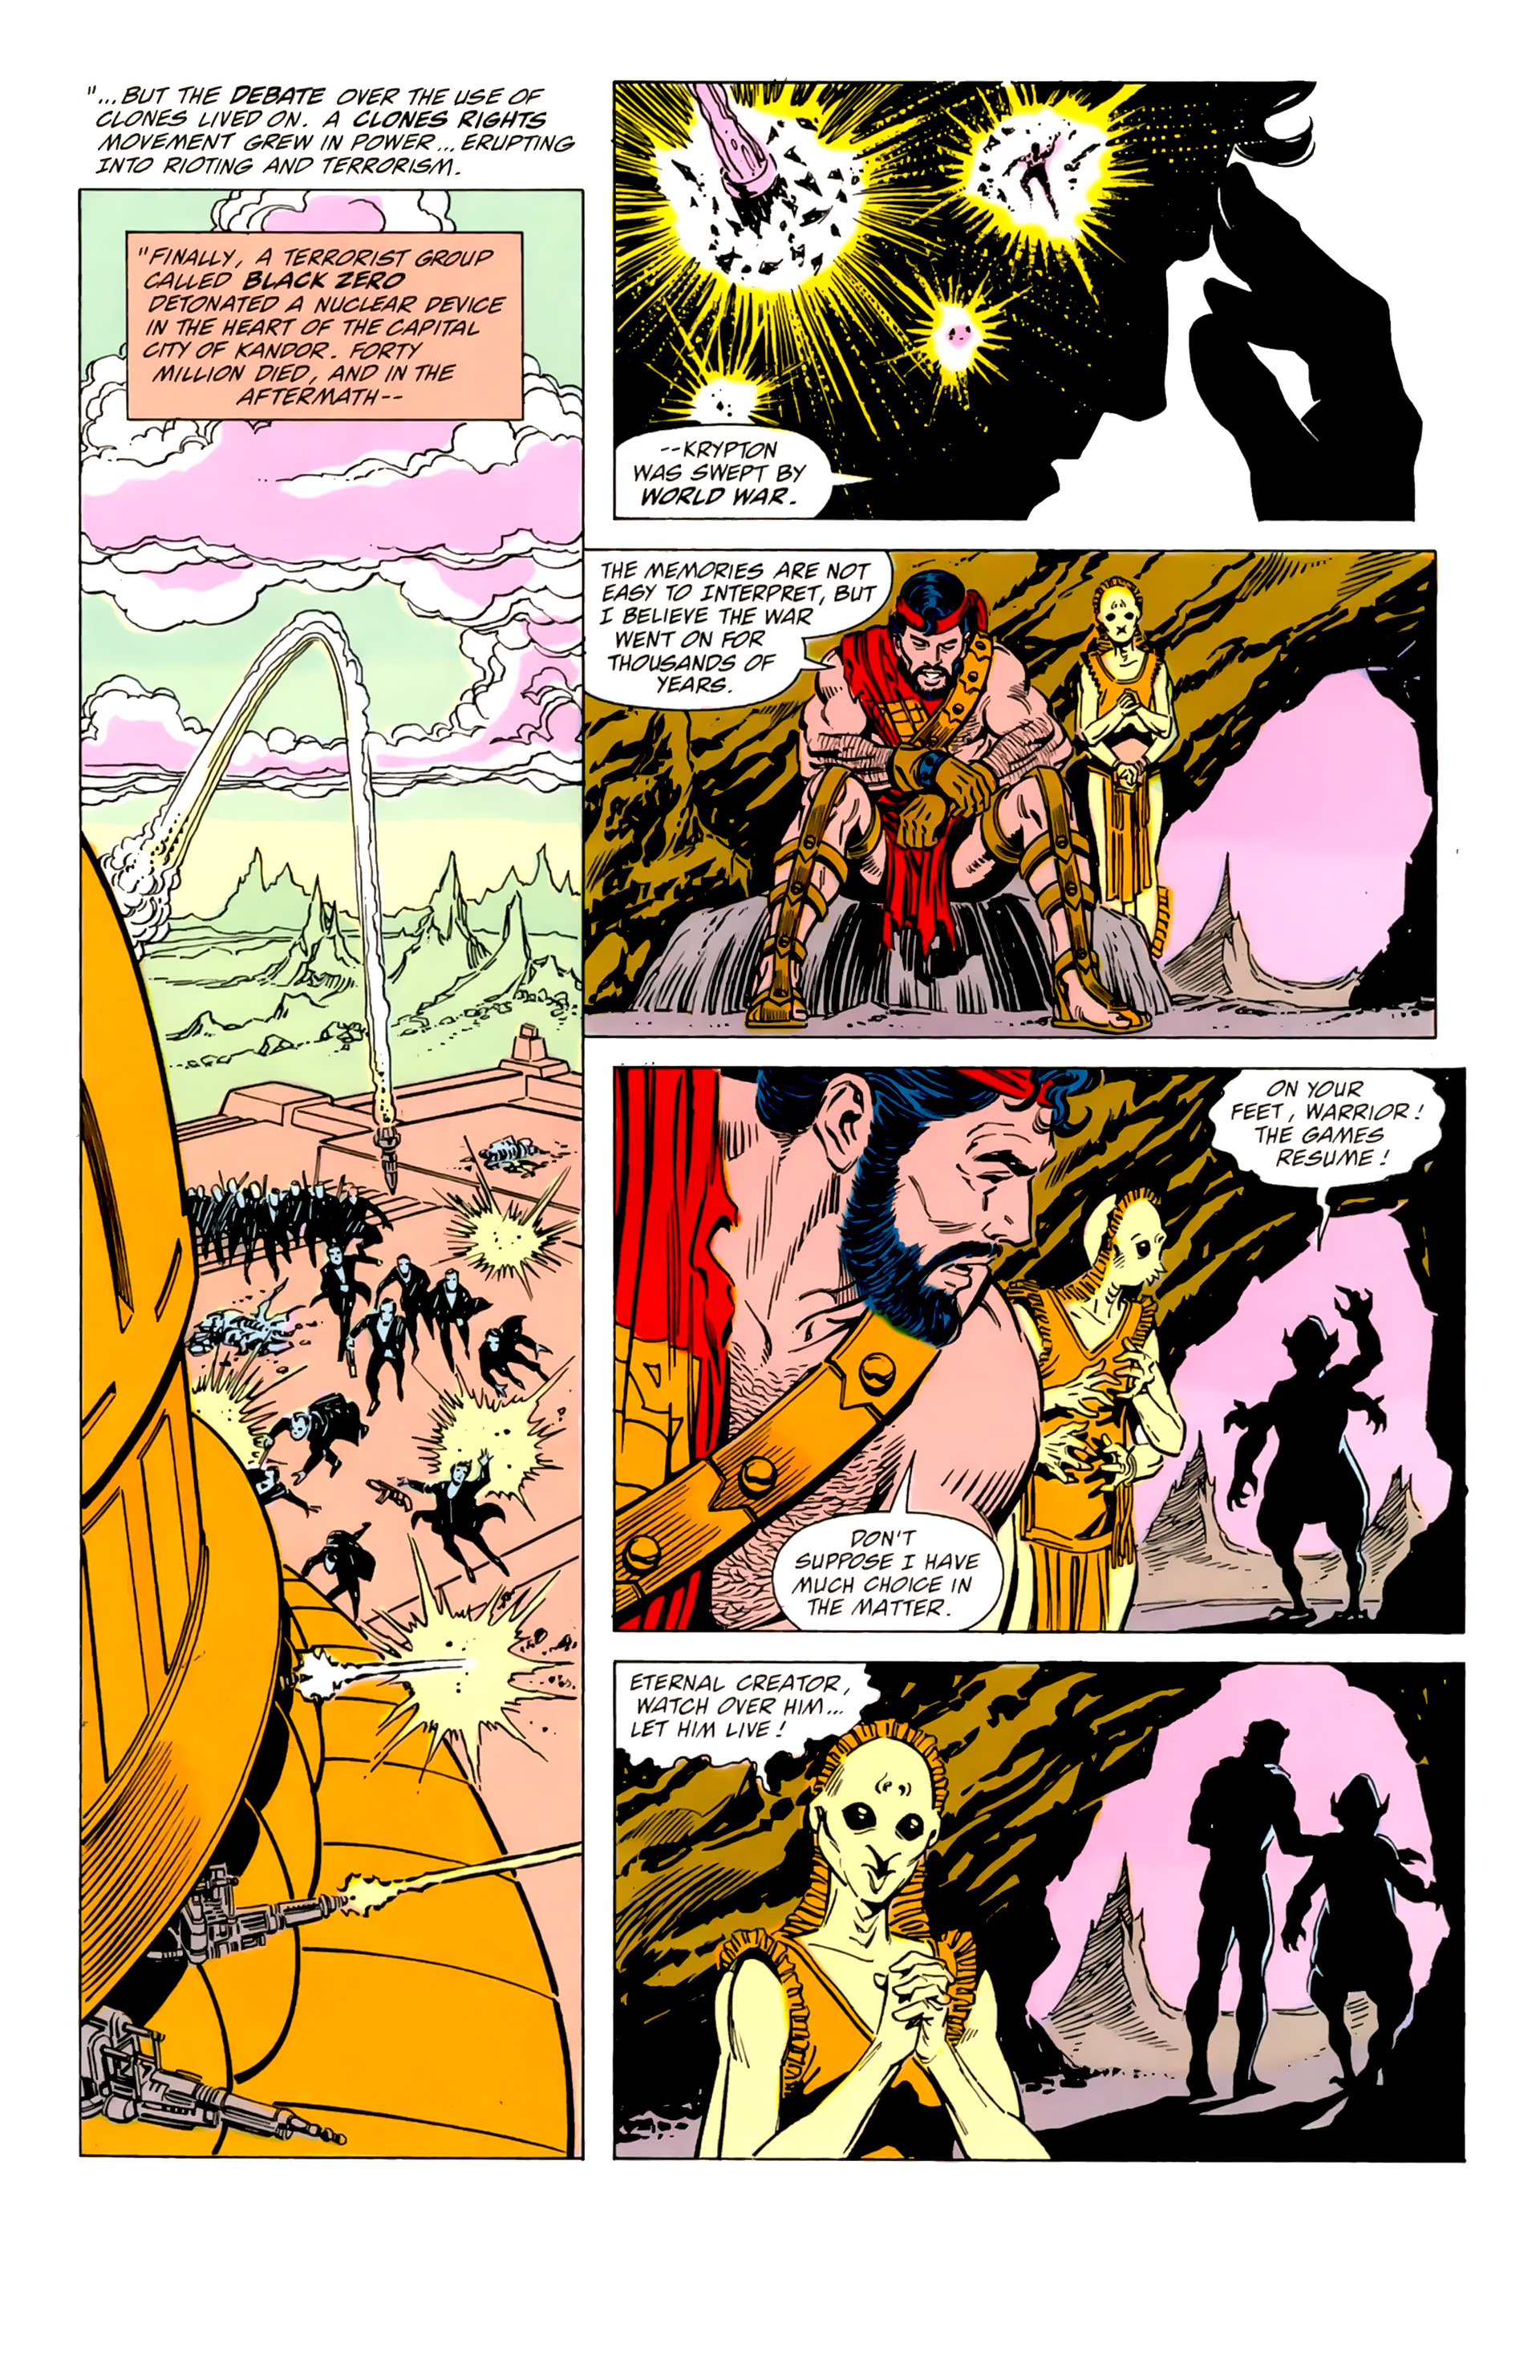 "...BUT THE DEBATE OVER THE USE OF
CLONES LIVED ON. A CLONES RIGHTS
MOVEMENT GREW IN POWER... ERUPTING
INTO RIOTING AND TERRORISM.
"FINALLY, A TERRORIST GROUP
CALLED BLACK ZERO
DETONATED A NUCLEAR DEVICE
IN THE HEART OF THE CAPITAL
CITY OF KANDOR. FORTY
MILLION DIED, AND IN THE
AFTERMATH--
--KRYPTON
WAS SWEPT BY
WORLD WAR.
THE MEMORIES ARE NOT
EASY TO INTERPRET, BUT
I BELIEVE THE WAR
WENT ON FOR
THOUSANDS OF
YEARS.
ON YOUR
FEET, WARRIOR!
THE GAMES
RESUME!
DON'T
SUPPOSE I HAVE
MUCH CHOICE IN
THE MATTER.
ETERNAL CREATOR,
WATCH OVER HIM...
LET HIM LIVE!